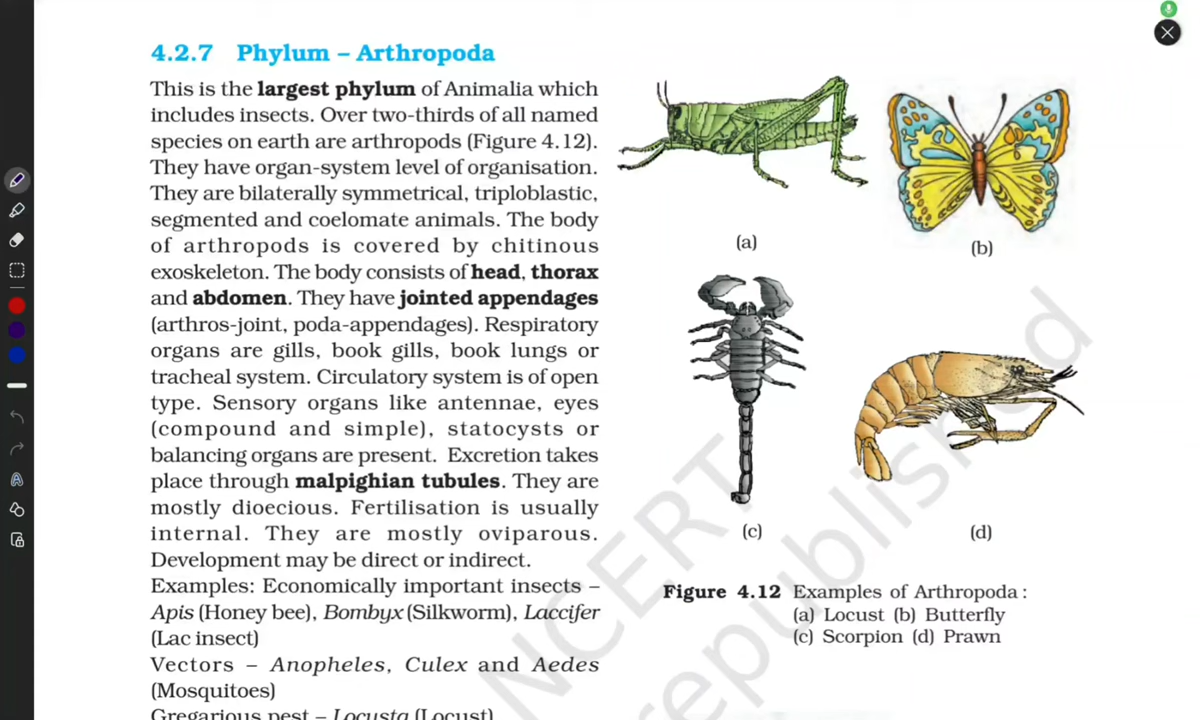 4.2.7 Phylum – Arthropoda
This is the largest phylum of Animalia which
includes insects. Over two-thirds of all named
species on earth are arthropods (Figure 4.12).
They have organ-system level of organisation.
They are bilaterally symmetrical, triploblastic,
segmented and coelomate animals. The body
of arthropods is covered by chitinous
exoskeleton. The body consists of head, thorax
and abdomen. They have jointed appendages
(arthros-joint, poda-appendages). Respiratory
organs are gills, book gills, book lungs or
tracheal system. Circulatory system is of open
type. Sensory organs like antennae, eyes
(compound and simple), statocysts or
balancing organs are present. Excretion takes
place through malpighian tubules. They are
mostly dioecious. Fertilisation is usually
internal. They are mostly oviparous.
Development may be direct or indirect.
Examples: Economically important insects –
Apis (Honey bee), Bombyx (Silkworm), Laccifer
(Lac insect)
Vectors – Anopheles, Culex and Aedes
(Mosquitoes)
Gregarious pest – Locusta (Locust)
(a)
(b)
(c)
(d)
Figure 4.12 Examples of Arthropoda :
(a) Locust (b) Butterfly
(c) Scorpion (d) Prawn
NCERT
republished